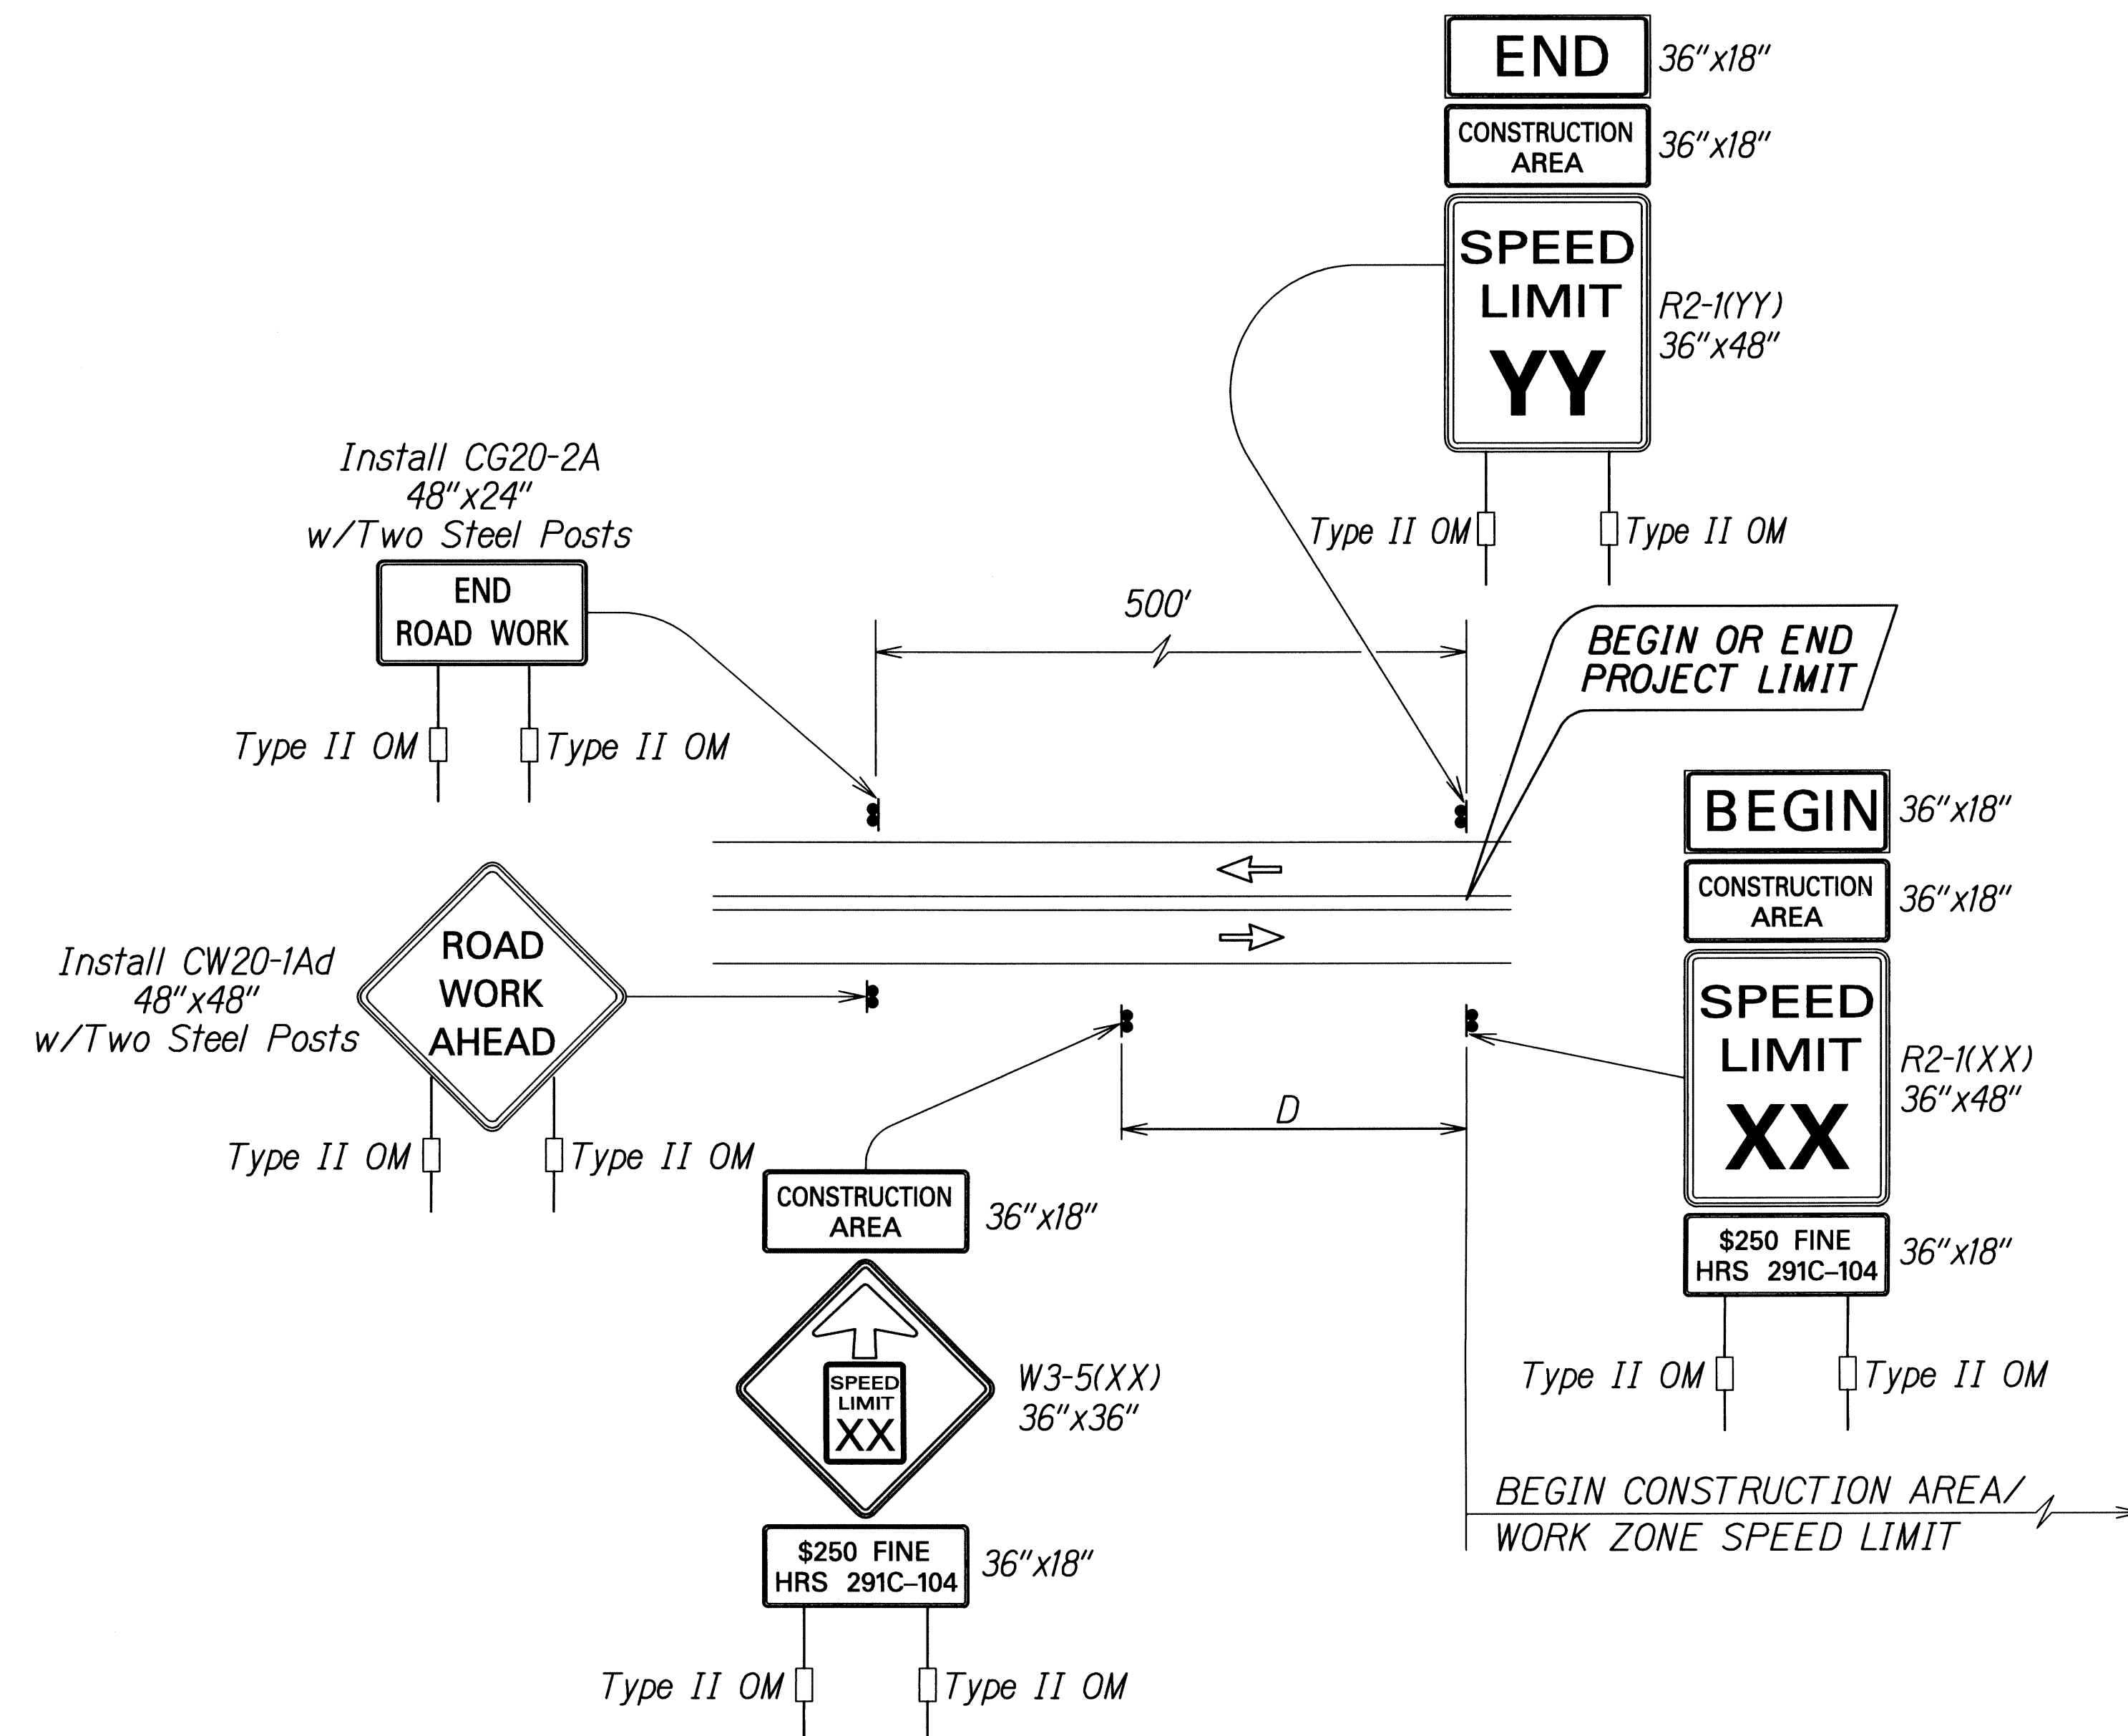 END
36"x18"
CONSTRUCTION
AREA
36"x18"
SPEED
LIMIT
YY
R2-1(YY)
36"x48"
Type II OM
Type II OM
Install CG20-2A
48"x24"
w/Two Steel Posts
END
ROAD WORK
Type II OM
Type II OM
500'
BEGIN OR END
PROJECT LIMIT
BEGIN
36"x18"
CONSTRUCTION
AREA
36"x18"
SPEED
LIMIT
XX
R2-1(XX)
36"x48"
$250 FINE
HRS 291C–104
36"x18"
Type II OM
Type II OM
Install CW20-1Ad
48"x48"
w/Two Steel Posts
ROAD
WORK
AHEAD
Type II OM
Type II OM
D
CONSTRUCTION
AREA
36"x18"
SPEED
LIMIT
XX
W3-5(XX)
36"x36"
$250 FINE
HRS 291C–104
36"x18"
Type II OM
Type II OM
BEGIN CONSTRUCTION AREA/
WORK ZONE SPEED LIMIT